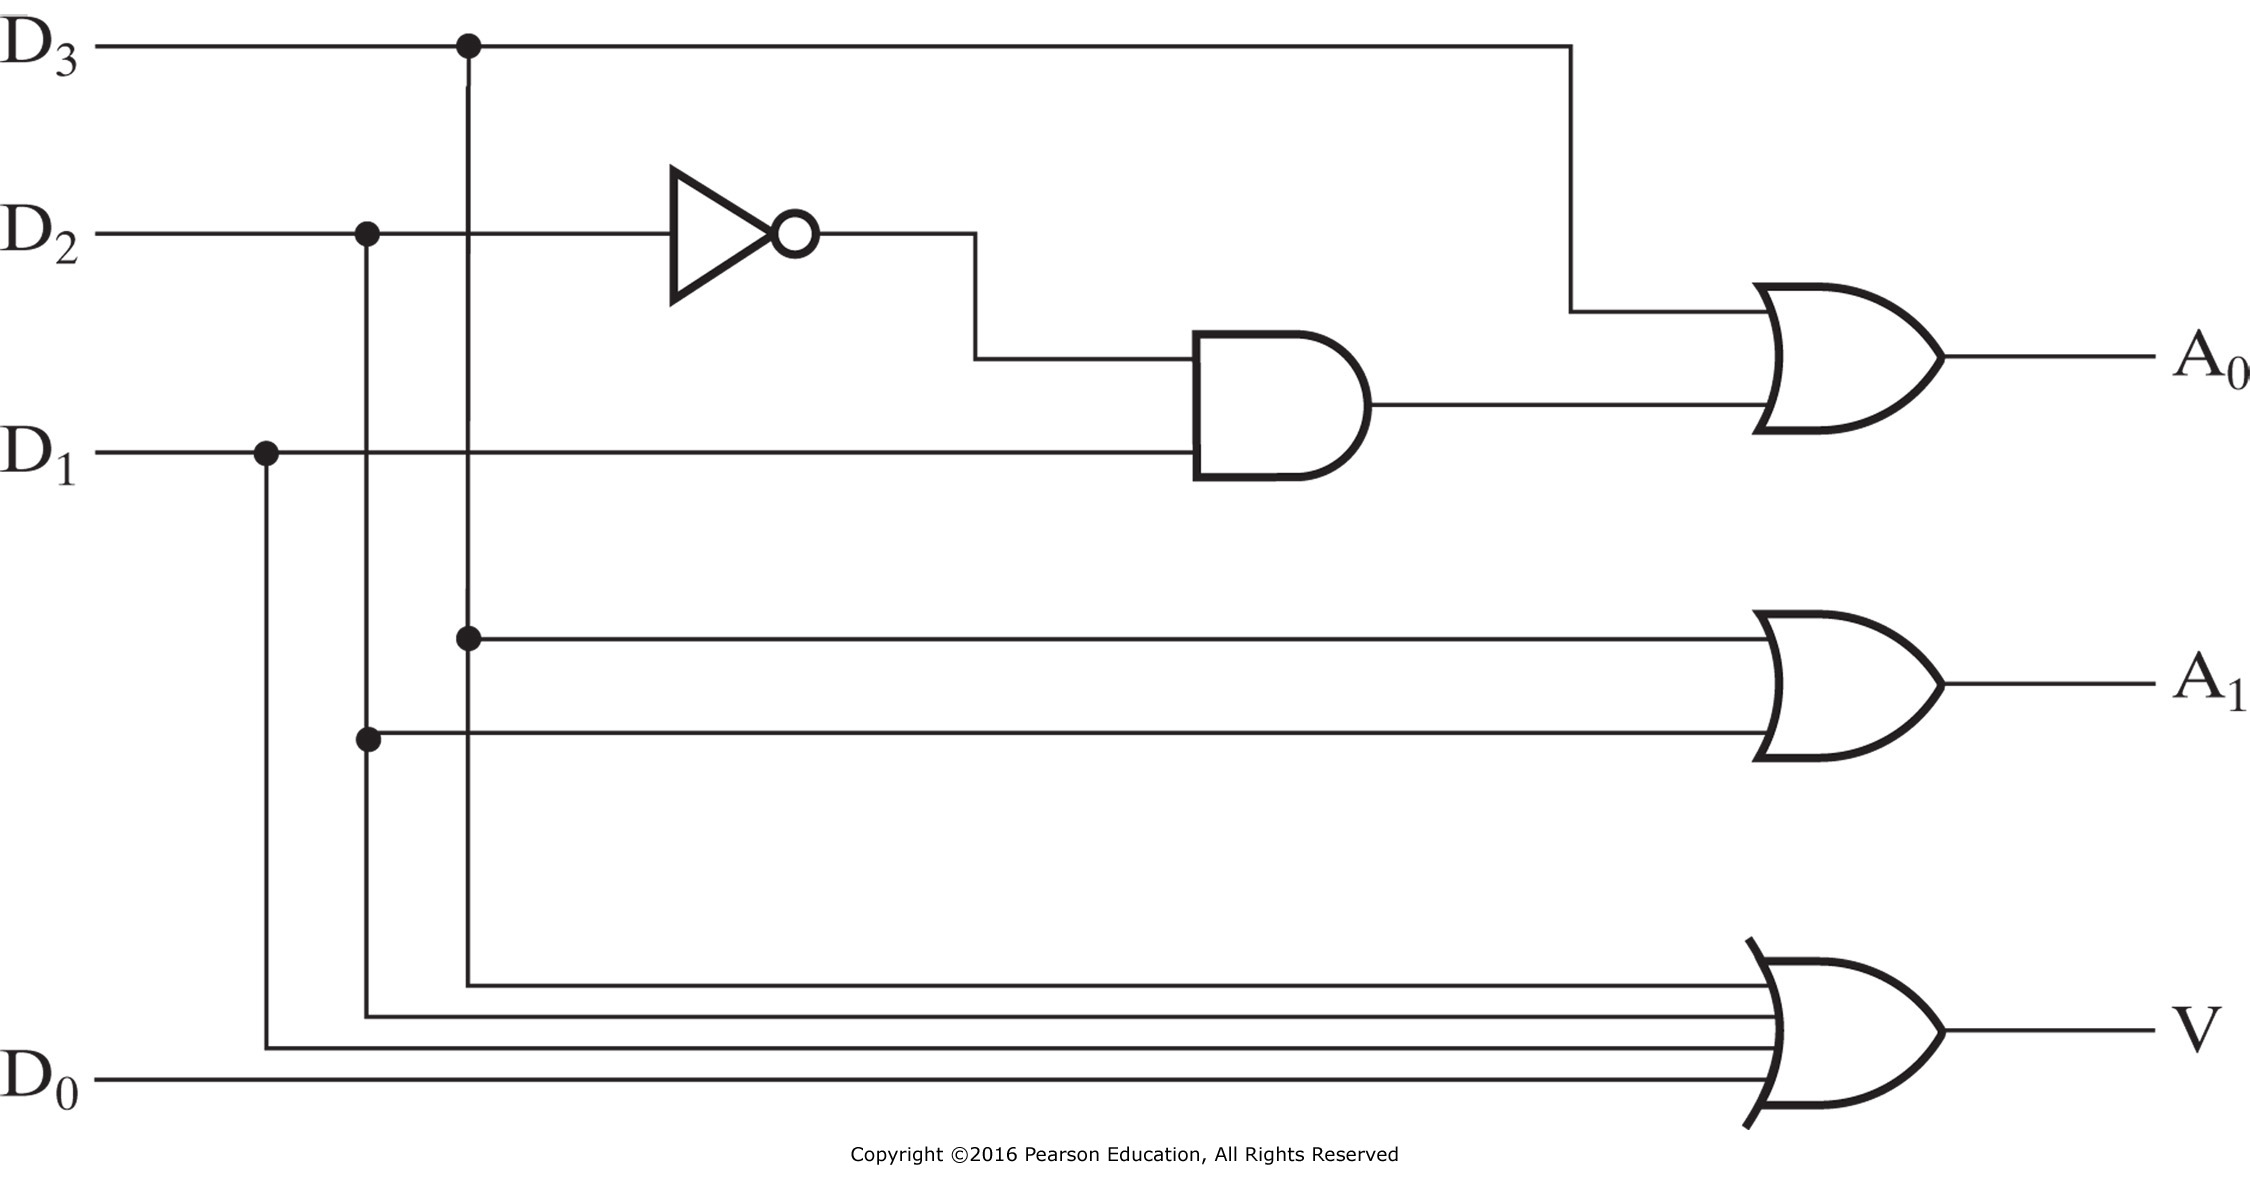 D3
D2
A0
D1
A1
V
D0
Copyright ©2016 Pearson Education, All Rights Reserved